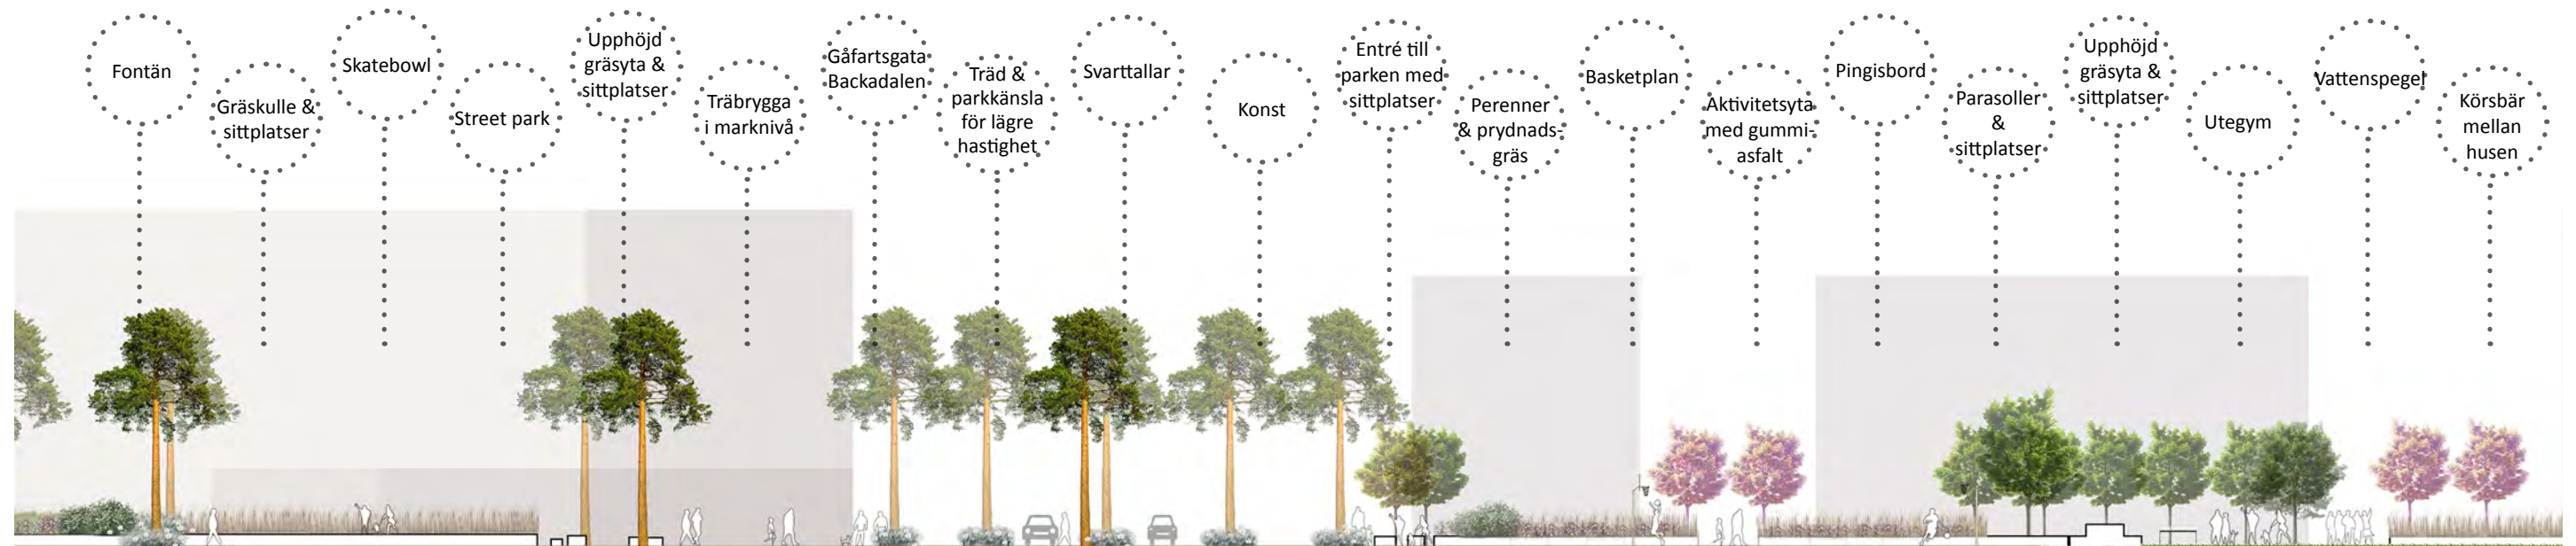 Fontän
Gräskulle &
sittplatser
Skatebowl
Street park
Upphöjd
gräsyta &
sittplatser
Träbrygga
i marknivå
Gåfartsgata
Backadalen
Träd &
parkkänsla
för lägre
hastighet
Svarttallar
Konst
Entré till
parken med
sittplatser
Perenner
& prydnads-
gräs
Basketplan
Aktivitetsyta
med gummi-
asfalt
Pingisbord
Parasoller
&
sittplatser
Upphöjd
gräsyta &
sittplatser
Utegym
Vattenspegel
Körsbär
mellan
husen